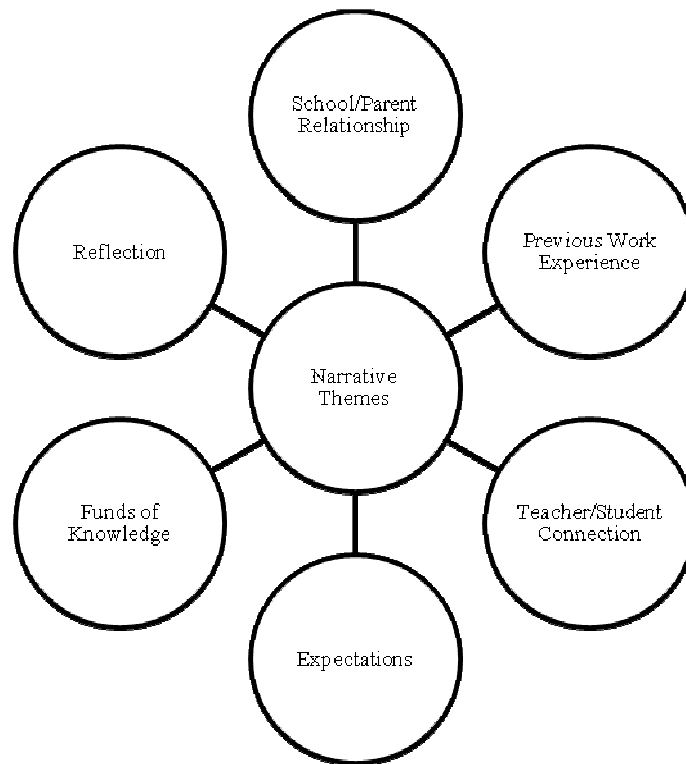 School/Parent
Relationship
Previous Work
Experience
Teacher/Student
Connection
Expectations
Funds of
Knowledge
Reflection
Narrative
Themes